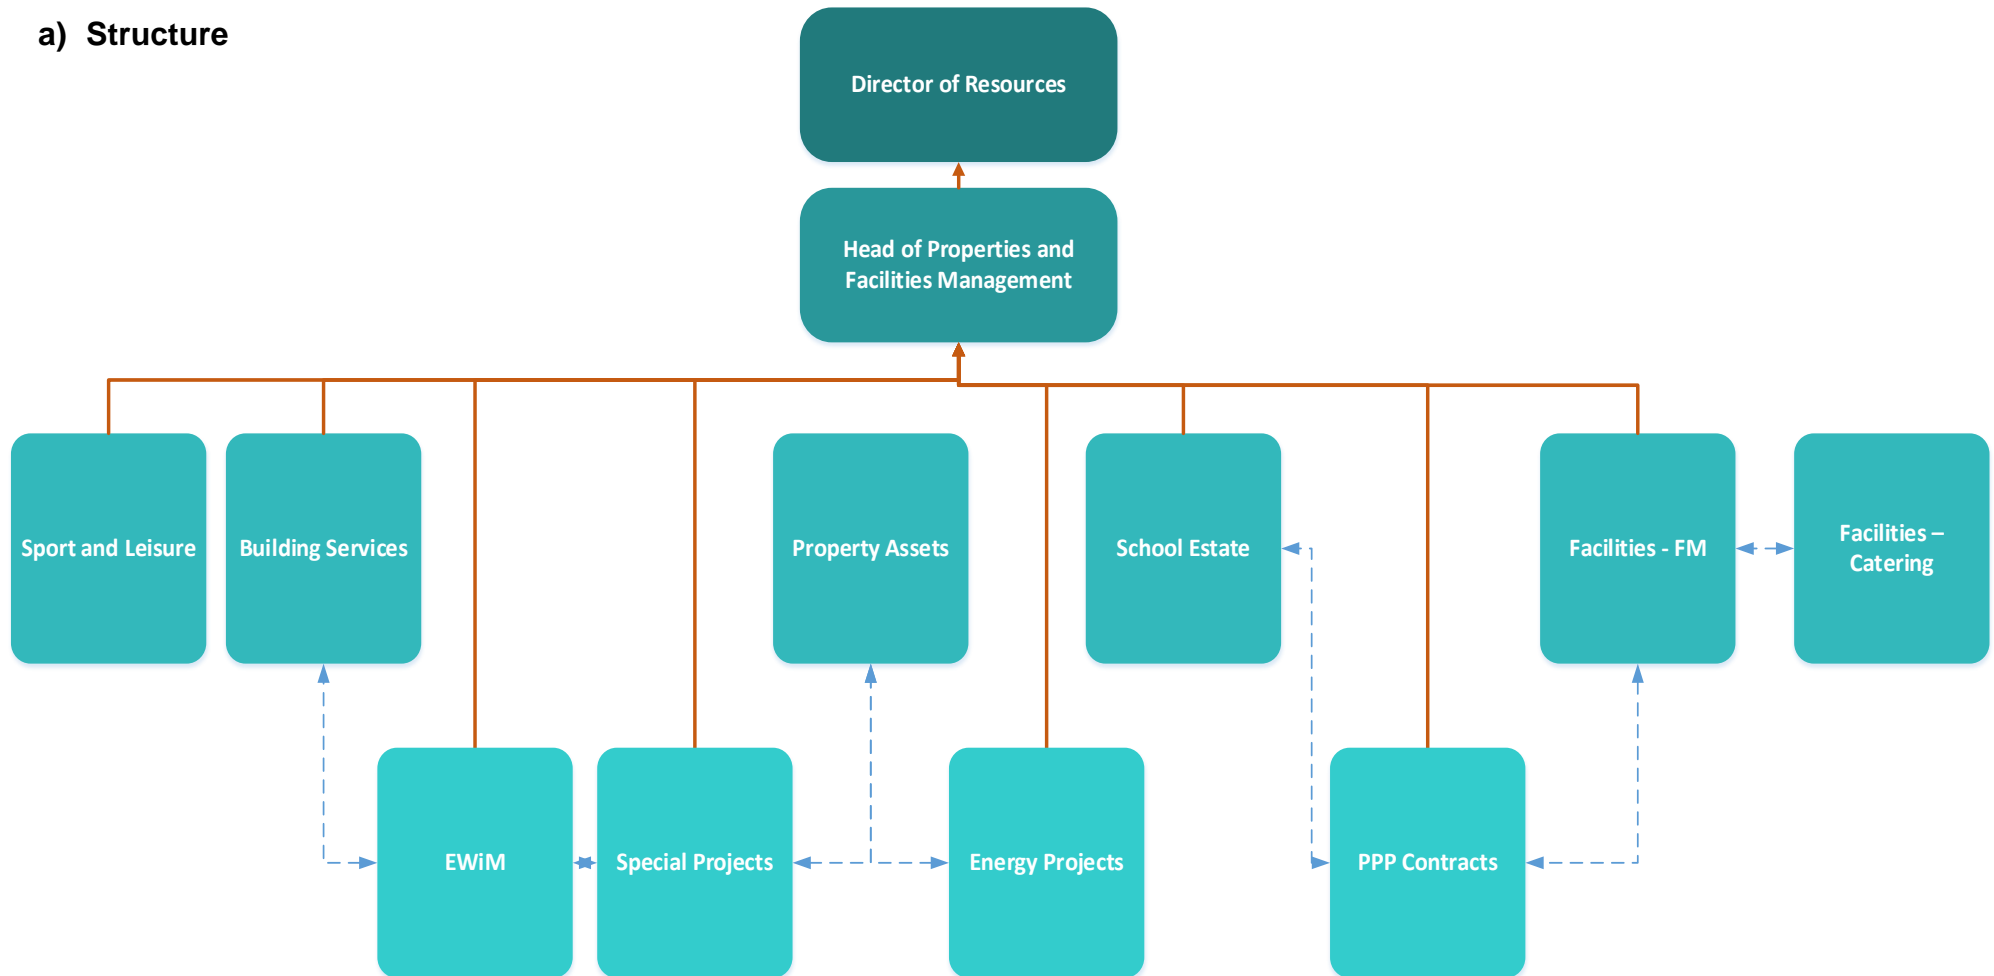 a) Structure
Director of Resources
Head of Properties and
Facilities Management
Sport and Leisure
Building Services
Property Assets
School Estate
Facilities - FM
Facilities –
Catering
EWiM
Special Projects
Energy Projects
PPP Contracts